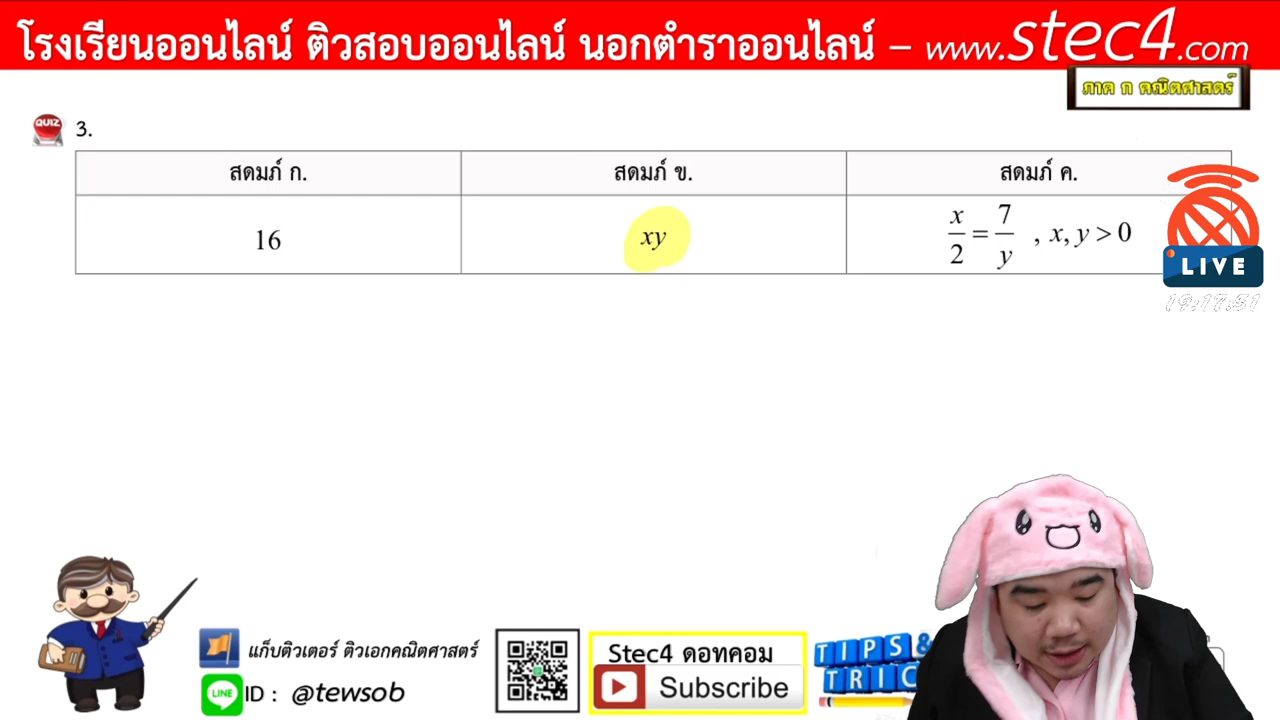 โรงเรียนออนไลน์ ติวสอบออนไลน์ นอกตำราออนไลน์ – www.stec4.com
ภาค ก คณิตศาสตร์
QUIZ
3.
สดมภ์ ก. สดมภ์ ข. สดมภ์ ค.
16 xy x/2 = 7/y , x, y > 0
LIVE
19:17:51
แก็บติวเตอร์ ติวเอกคณิตศาสตร์
LINE ID : @tewsob
Stec4 ดอทคอม
Subscribe
TIPS &
TRIC